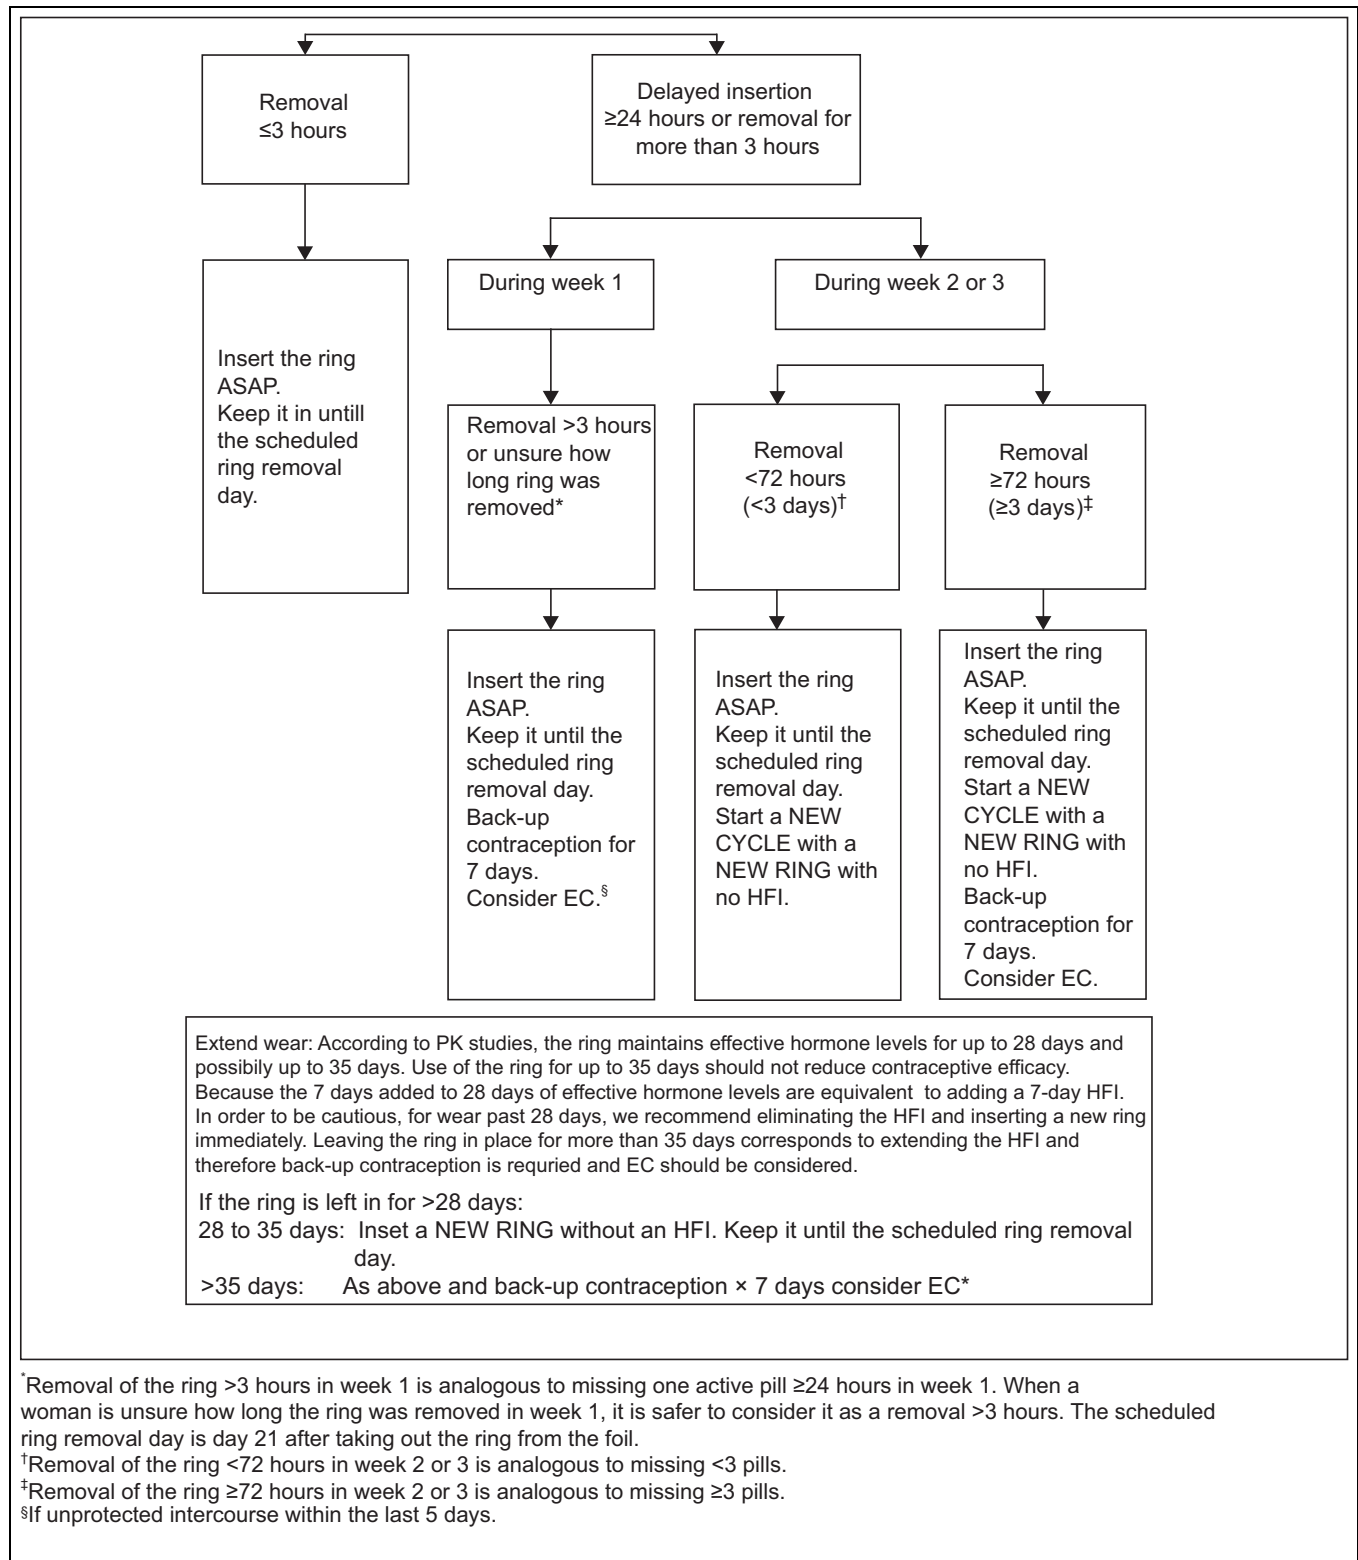 Removal
≤3 hours
Delayed insertion
≥24 hours or removal for
more than 3 hours
During week 1
During week 2 or 3
Insert the ring
ASAP.
Keep it in untill
the scheduled
ring removal
day.
Removal >3 hours
or unsure how
long ring was
removed*
Removal
<72 hours
(<3 days)†
Removal
≥72 hours
(≥3 days)‡
Insert the ring
ASAP.
Keep it until the
scheduled ring
removal day.
Back-up
contraception for
7 days.
Consider EC.§
Insert the ring
ASAP.
Keep it until the
scheduled ring
removal day.
Start a NEW
CYCLE with a
NEW RING with
no HFI.
Insert the ring
ASAP.
Keep it until the
scheduled ring
removal day.
Start a NEW
CYCLE with a
NEW RING with
no HFI.
Back-up
contraception for
7 days.
Consider EC.
Extend wear: According to PK studies, the ring maintains effective hormone levels for up to 28 days and
possibily up to 35 days. Use of the ring for up to 35 days should not reduce contraceptive efficacy.
Because the 7 days added to 28 days of effective hormone levels are equivalent to adding a 7-day HFI.
In order to be cautious, for wear past 28 days, we recommend eliminating the HFI and inserting a new ring
immediately. Leaving the ring in place for more than 35 days corresponds to extending the HFI and
therefore back-up contraception is requried and EC should be considered.
If the ring is left in for >28 days:
28 to 35 days: Inset a NEW RING without an HFI. Keep it until the scheduled ring removal
day.
>35 days: As above and back-up contraception × 7 days consider EC*
*Removal of the ring >3 hours in week 1 is analogous to missing one active pill ≥24 hours in week 1. When a
woman is unsure how long the ring was removed in week 1, it is safer to consider it as a removal >3 hours. The scheduled
ring removal day is day 21 after taking out the ring from the foil.
†Removal of the ring <72 hours in week 2 or 3 is analogous to missing <3 pills.
‡Removal of the ring ≥72 hours in week 2 or 3 is analogous to missing ≥3 pills.
§If unprotected intercourse within the last 5 days.